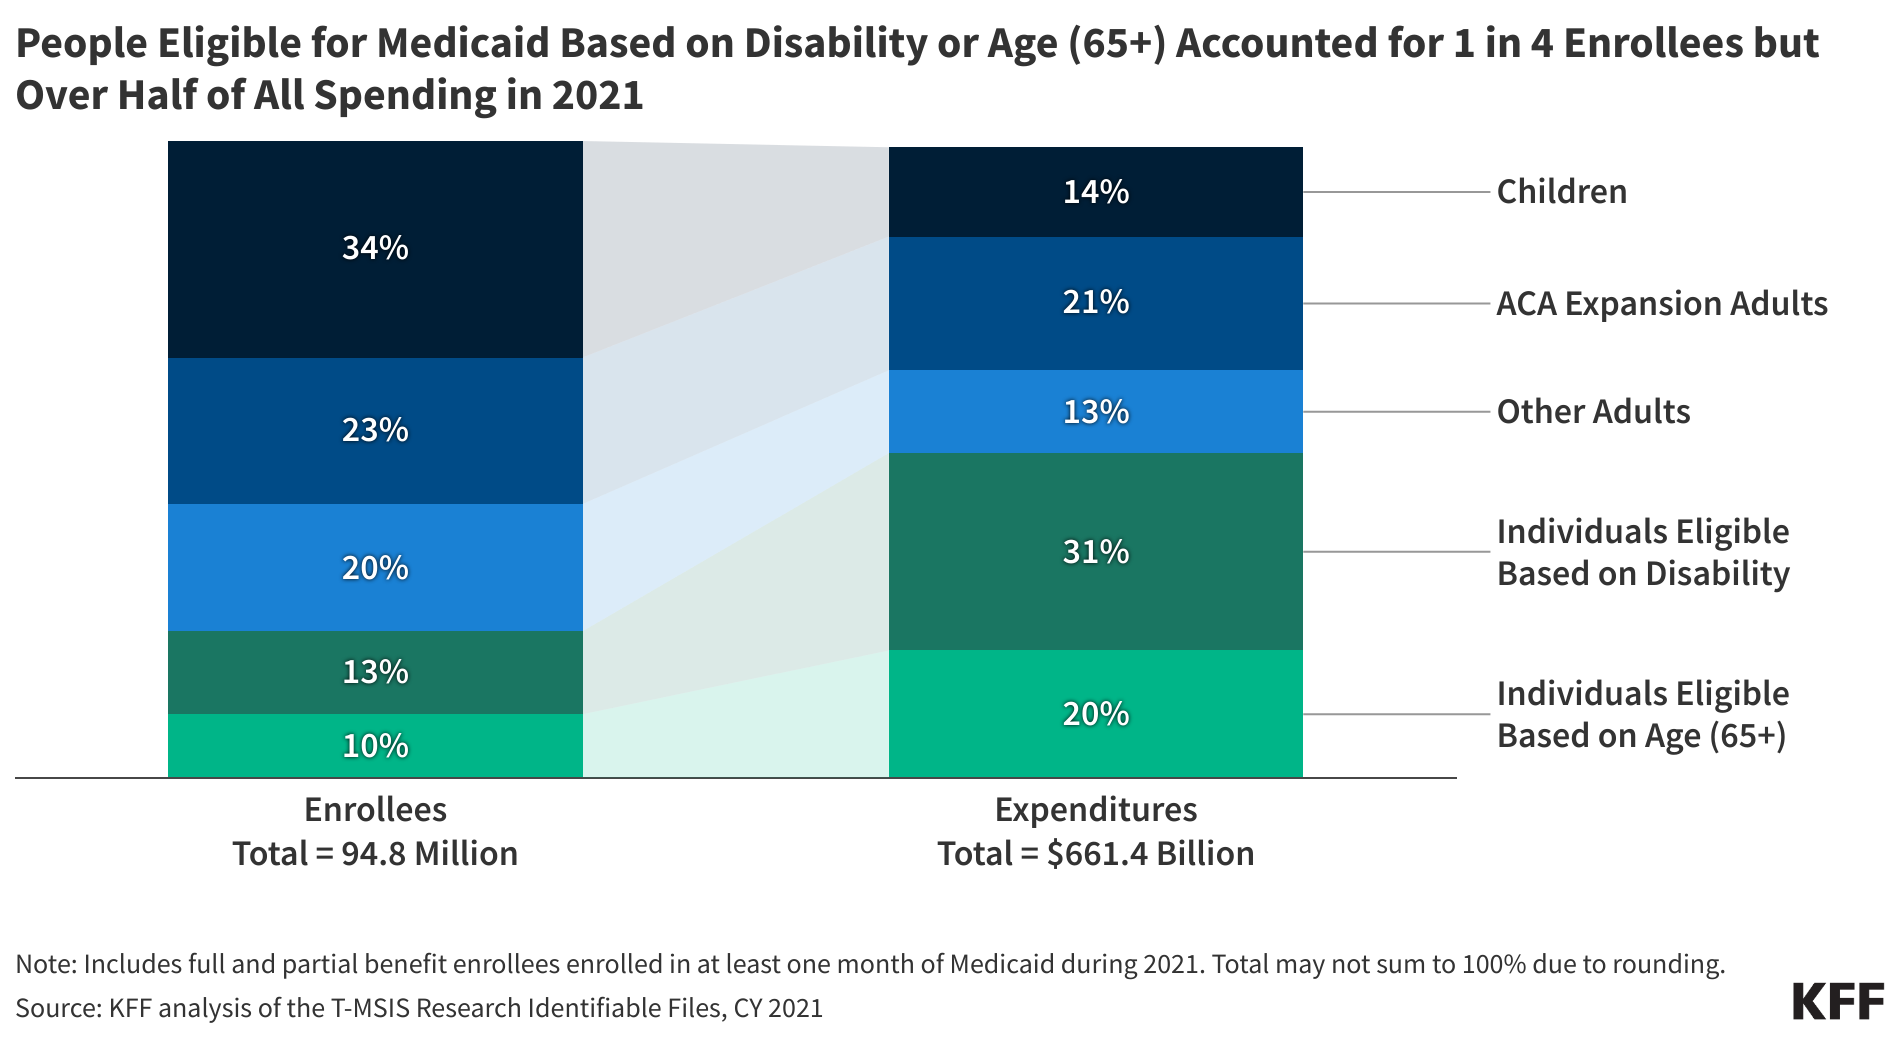 People Eligible for Medicaid Based on Disability or Age (65+) Accounted for 1 in 4 Enrollees but
Over Half of All Spending in 2021
34%
23%
20%
13%
10%
14%
21%
13%
31%
20%
Children
ACA Expansion Adults
Other Adults
Individuals Eligible
Based on Disability
Individuals Eligible
Based on Age (65+)
Enrollees
Total = 94.8 Million
Expenditures
Total = $661.4 Billion
Note: Includes full and partial benefit enrollees enrolled in at least one month of Medicaid during 2021. Total may not sum to 100% due to rounding.
Source: KFF analysis of the T-MSIS Research Identifiable Files, CY 2021
KFF